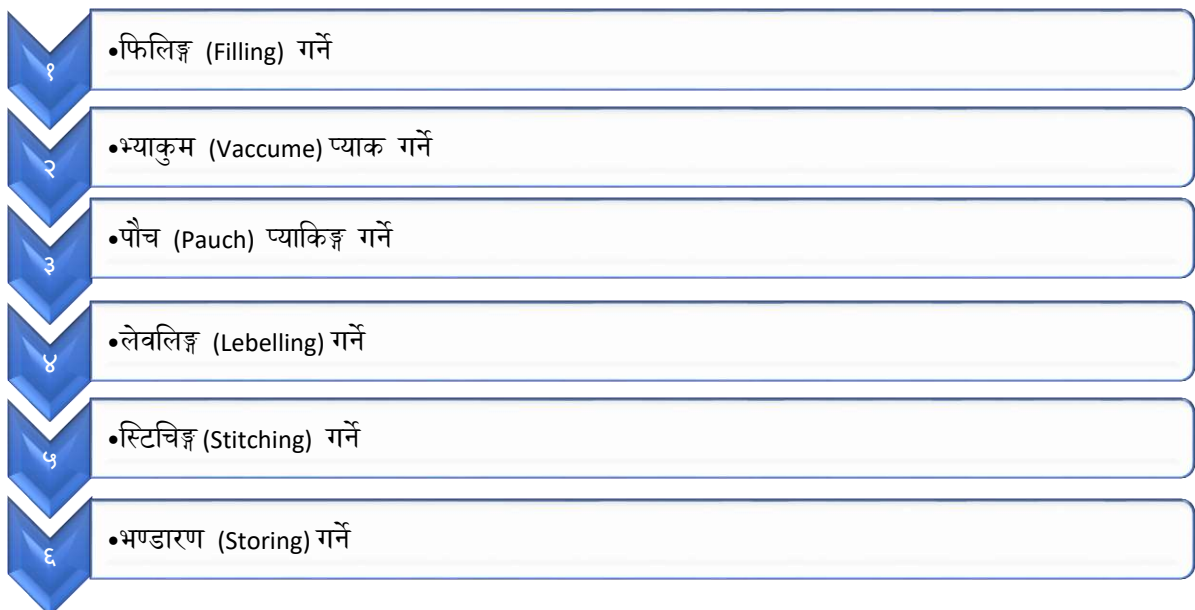 १
•फिलिङ्ग (Filling) गर्ने
२
•भ्याकुम (Vaccume) प्याक गर्ने
३
•पौच (Pauch) प्याकिङ्ग गर्ने
४
•लेवलिङ्ग (Lebelling) गर्ने
५
•स्टिचिङ्ग (Stitching) गर्ने
६
•भण्डारण (Storing) गर्ने